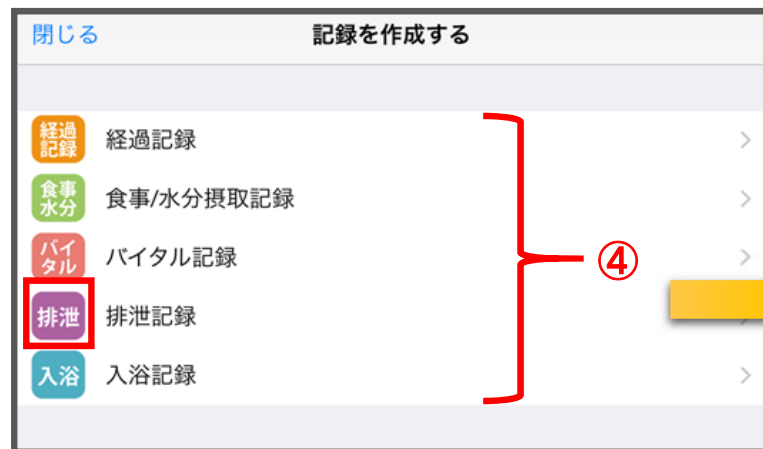 閉じる 記録を作成する
経過
記録 経過記録
食事
水分 食事/水分摂取記録
バイ
タル バイタル記録
④
排泄 排泄記録
入浴 入浴記録